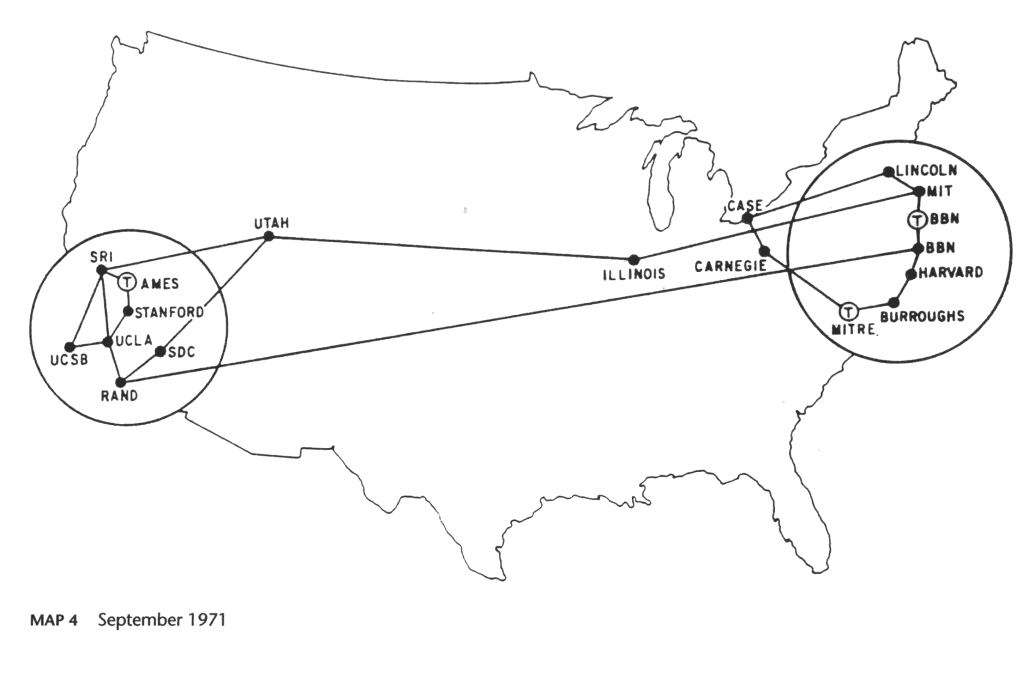 LINCOLN
MIT
T BBN
CASE
UTAH
BBN
SRI
ILLINOIS
CARNEGIE
HARVARD
T AMES
STANFORD
T
BURROUGHS
MITRE
UCLA
SDC
UCSB
RAND
MAP 4 September 1971